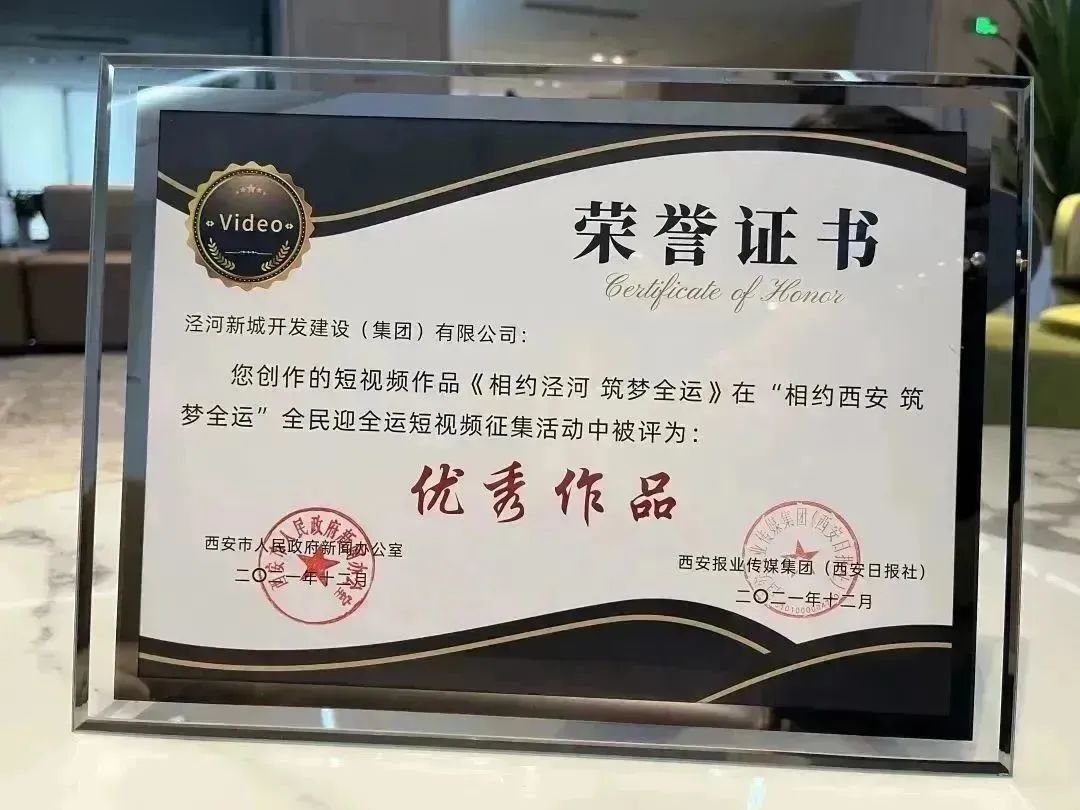 Video
荣誉证书
Certificate of Honor
泾河新城开发建设（集团）有限公司：
您创作的短视频作品《相约泾河 筑梦全运》在“相约西安 筑
梦全运”全民迎全运短视频征集活动中被评为：
优秀作品
西安市人民政府新闻办公室
二〇二一年十二月
西安报业传媒集团（西安日报社）
二〇二一年十二月